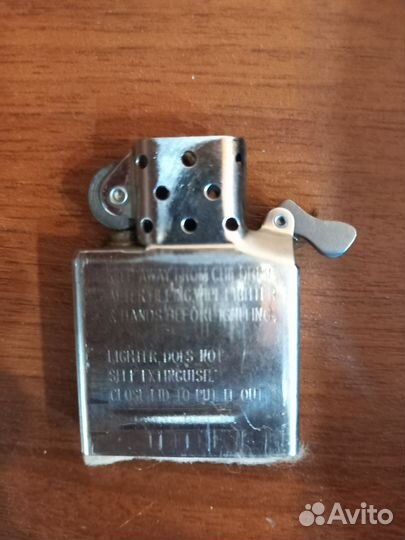 KEEP AWAY FROM CHILDREN
AFTER FILLING WIPE LIGHTER
& HANDS BEFORE IGNITING.
LIGHTER DOES NOT
SELF EXTINGUISH,
CLOSE LID TO PUT IT OUT
Avito